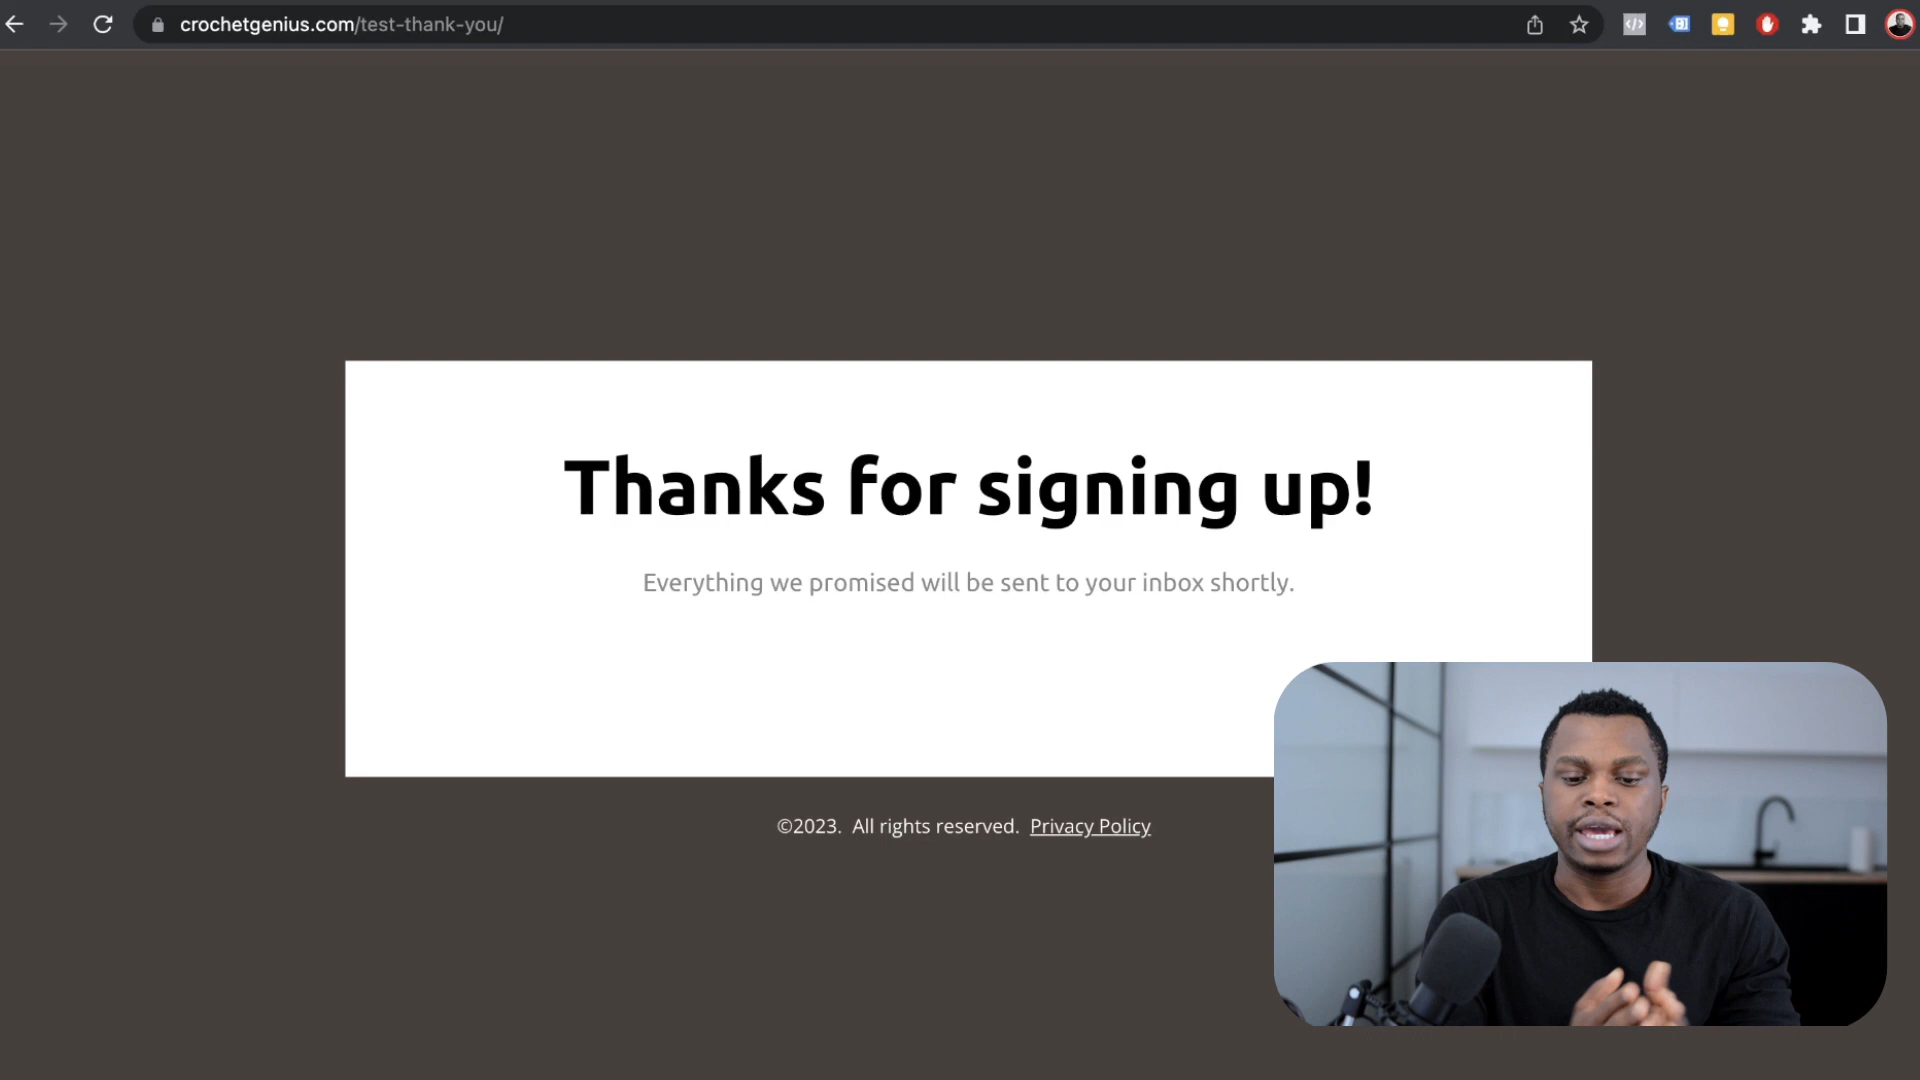 crochetgenius.com/test-thank-you/
Thanks for signing up!
Everything we promised will be sent to your inbox shortly.
©2023. All rights reserved. Privacy Policy